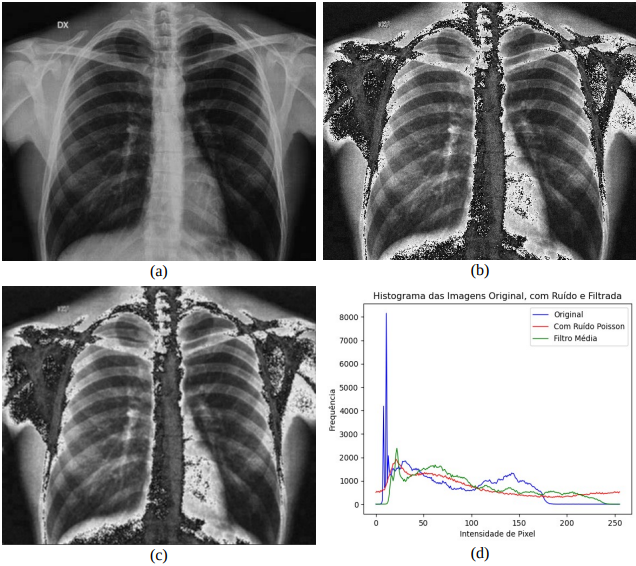 DX
(a)
(b)
(c)
Histograma das Imagens Original, com Ruído e Filtrada
Original
Com Ruído Poisson
Filtro Média
Frequência
8000
7000
6000
5000
4000
3000
2000
1000
0
0 50 100 150 200 250
Intensidade de Pixel
(d)